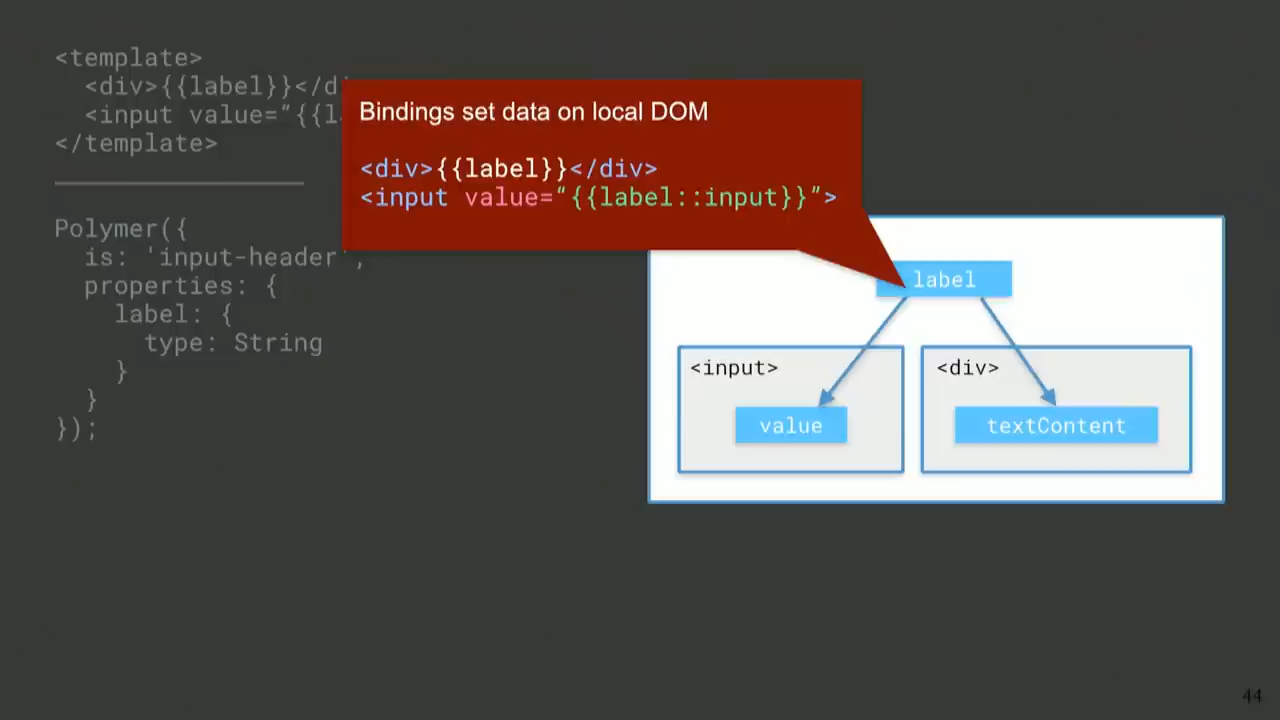 <template>
<div>{{label}}</di
<input value=“{{l
</template>
Polymer({
is: 'input-header',
properties: {
label: {
type: String
}
}
});
Bindings set data on local DOM
<div>{{label}}</div>
<input value=“{{label::input}}”>
label
<input>
value
<div>
textContent
44